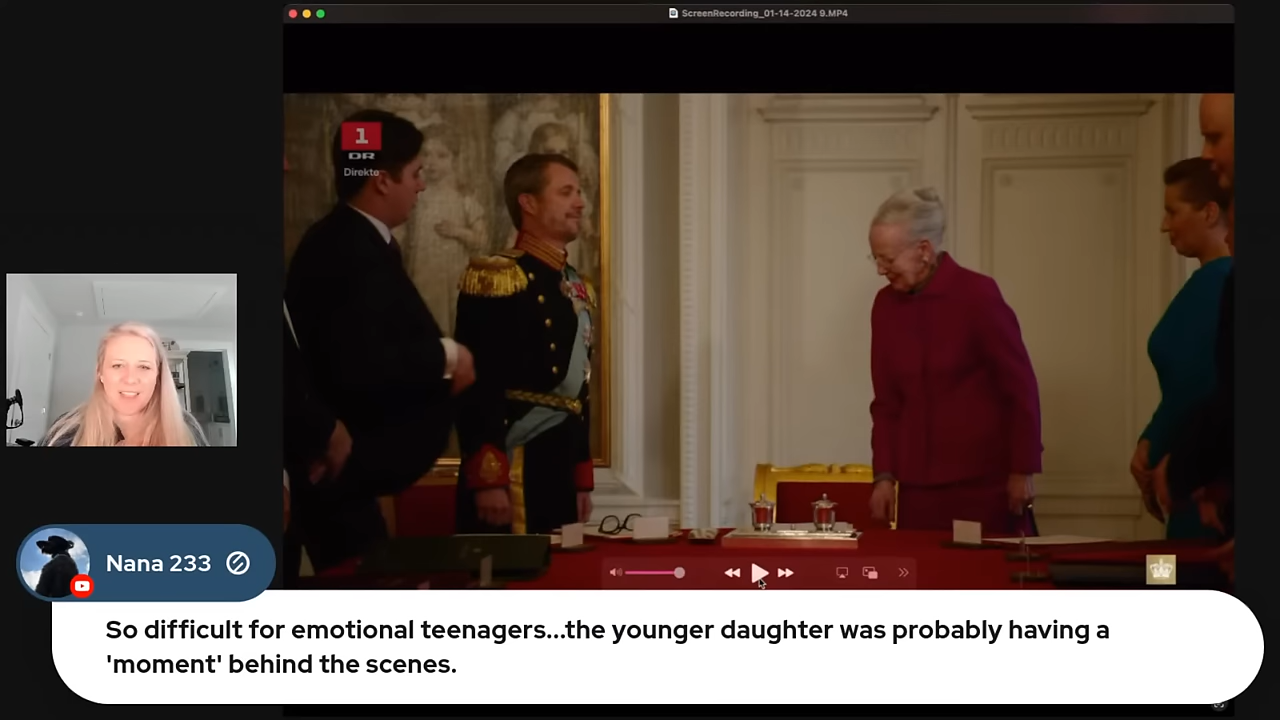 ScreenRecording_01-14-2024 9.MP4
1
DR
Direkte
Nana 233
So difficult for emotional teenagers...the younger daughter was probably having a
'moment' behind the scenes.